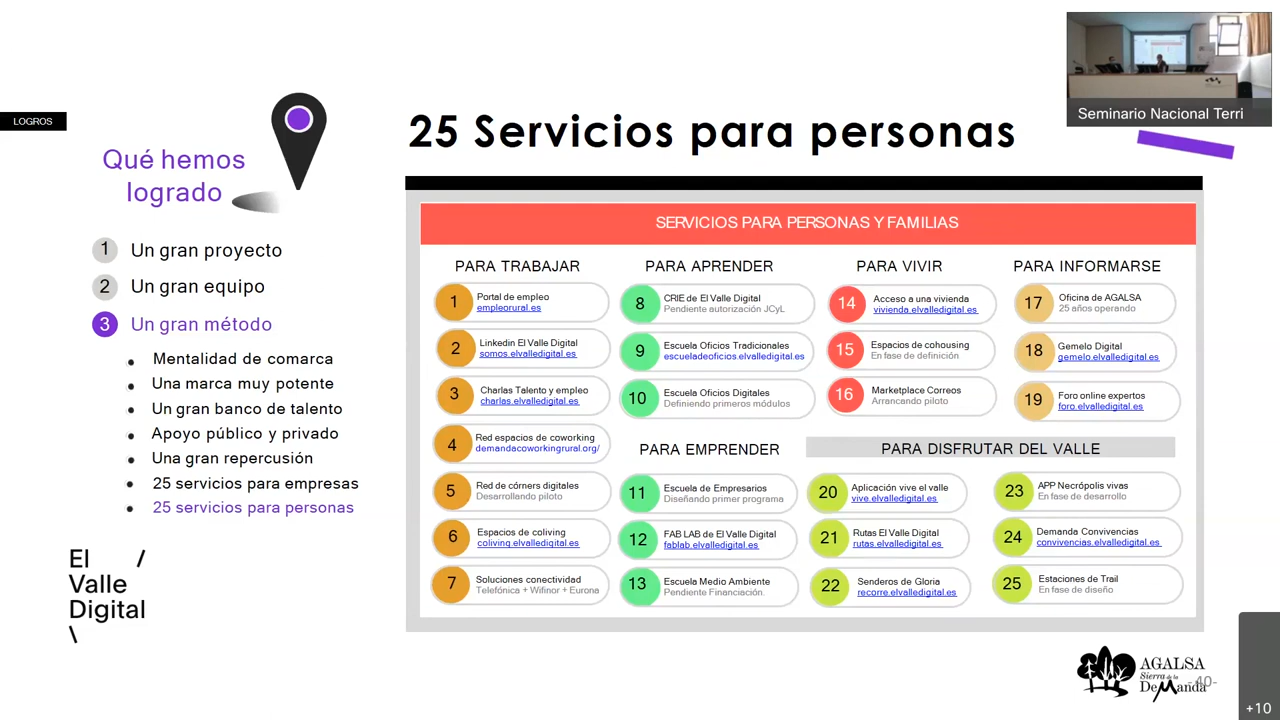 LOGROS
Qué hemos
logrado
1 Un gran proyecto
2 Un gran equipo
3 Un gran método
• Mentalidad de comarca
• Una marca muy potente
• Un gran banco de talento
• Apoyo público y privado
• Una gran repercusión
• 25 servicios para empresas
• 25 servicios para personas
El /
Valle
Digital
\
25 Servicios para personas
Seminario Nacional Terri
SERVICIOS PARA PERSONAS Y FAMILIAS
PARA TRABAJAR
1 Portal de empleo
empleorural.es
2 Linkedin El Valle Digital
somos.elvalledigital.es
3 Charlas Talento y empleo
charlas.elvalledigital.es
4 Red espacios de coworking
demandacoworkingrural.org/
5 Red de córners digitales
Desarrollando piloto
6 Espacios de coliving
coliving.elvalledigital.es
7 Soluciones conectividad
Telefónica + Wifinor + Eurona
PARA APRENDER
8 CRIE de El Valle Digital
Pendiente autorización JCyL
9 Escuela Oficios Tradicionales
escueladeoficios.elvalledigital.es
10 Escuela Oficios Digitales
Definiendo primeros módulos
PARA EMPRENDER
11 Escuela de Empresarios
Diseñando primer programa
12 FAB LAB de El Valle Digital
fablab.elvalledigital.es
13 Escuela Medio Ambiente
Pendiente Financiación.
PARA VIVIR
14 Acceso a una vivienda
vivienda.elvalledigital.es
15 Espacios de cohousing
En fase de definición
16 Marketplace Correos
Arrancando piloto
PARA INFORMARSE
17 Oficina de AGALSA
25 años operando
18 Gemelo Digital
gemelo.elvalledigital.es
19 Foro online expertos
foro.elvalledigital.es
PARA DISFRUTAR DEL VALLE
20 Aplicación vive el valle
vive.elvalledigital.es
21 Rutas El Valle Digital
rutas.elvalledigital.es
22 Senderos de Gloria
recorre.elvalledigital.es
23 APP Necrópolis vivas
En fase de desarrollo
24 Demanda Convivencias
convivencias.elvalledigital.es
25 Estaciones de Trail
En fase de diseño
AGALSA
Sierra de la
DeManda
-40-
+10